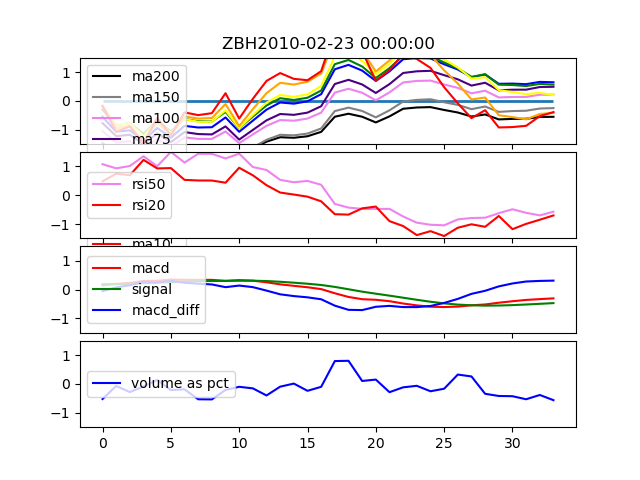 ZBH2010-02-23 00:00:00
1
0
−1
ma200
ma150
ma100
ma75
1
0
−1
rsi50
rsi20
ma10
1
0
−1
macd
signal
macd_diff
1
0
−1
volume as pct
0 5 10 15 20 25 30